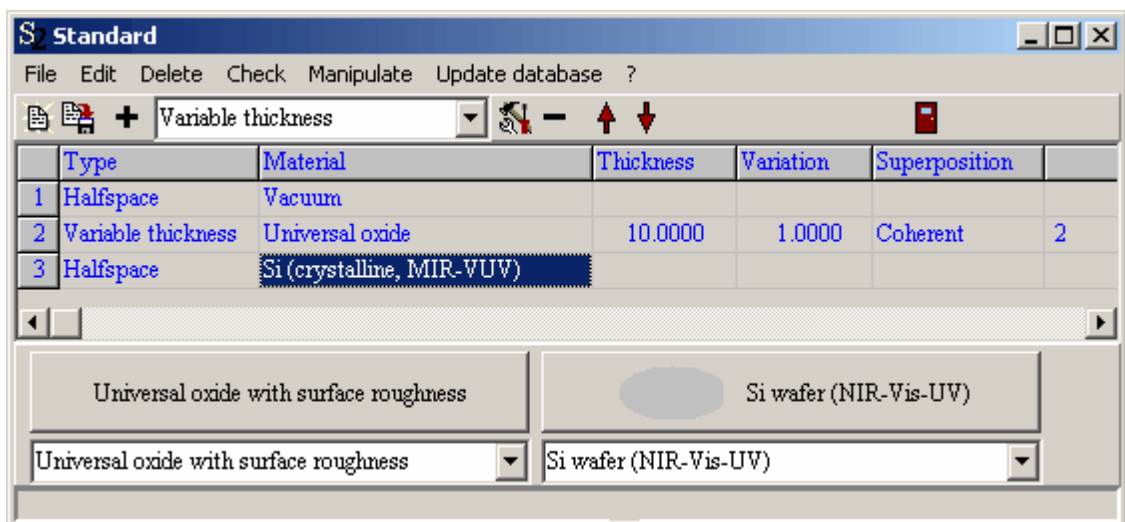 S2 Standard
File Edit Delete Check Manipulate Update database ?
Variable thickness
Type Material Thickness Variation Superposition
1 Halfspace Vacuum
2 Variable thickness Universal oxide 10.0000 1.0000 Coherent 2
3 Halfspace Si (crystalline, MIR-VUV)
Universal oxide with surface roughness Si wafer (NIR-Vis-UV)
Universal oxide with surface roughness Si wafer (NIR-Vis-UV)